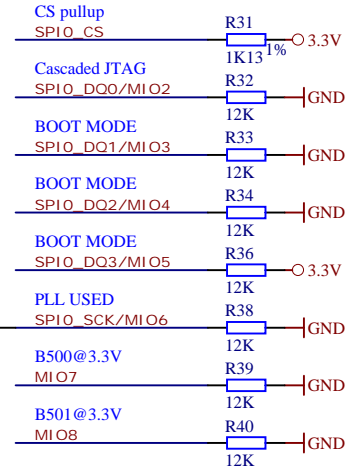 CS pullup
SPI0_CS
R31
1K13 1%
3.3V
Cascaded JTAG
SPI0_DQ0/MIO2
R32
12K
GND
BOOT MODE
SPI0_DQ1/MIO3
R33
12K
GND
BOOT MODE
SPI0_DQ2/MIO4
R34
12K
GND
BOOT MODE
SPI0_DQ3/MIO5
R36
12K
3.3V
PLL USED
SPI0_SCK/MIO6
R38
12K
GND
B500@3.3V
MIO7
R39
12K
GND
B501@3.3V
MIO8
R40
12K
GND